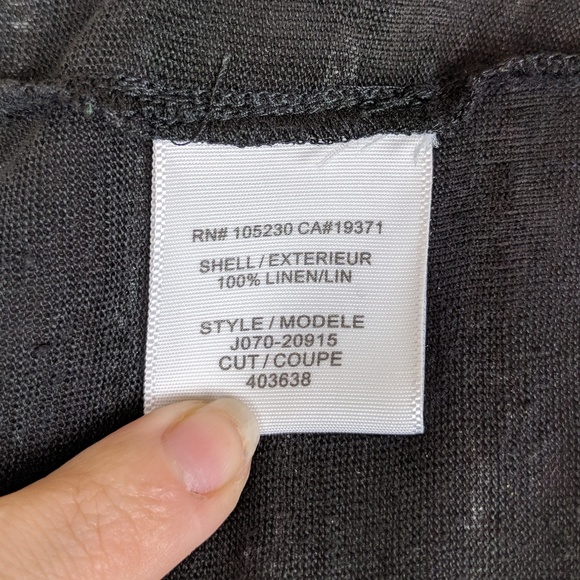 RN# 105230 CA#19371
SHELL / EXTERIEUR
100% LINEN/LIN
STYLE / MODELE
J070-20915
CUT / COUPE
403638